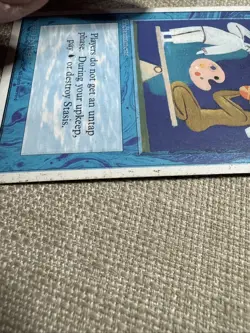 Players do not get an untap
phase. During your upkeep,
pay or destroy Stasis.